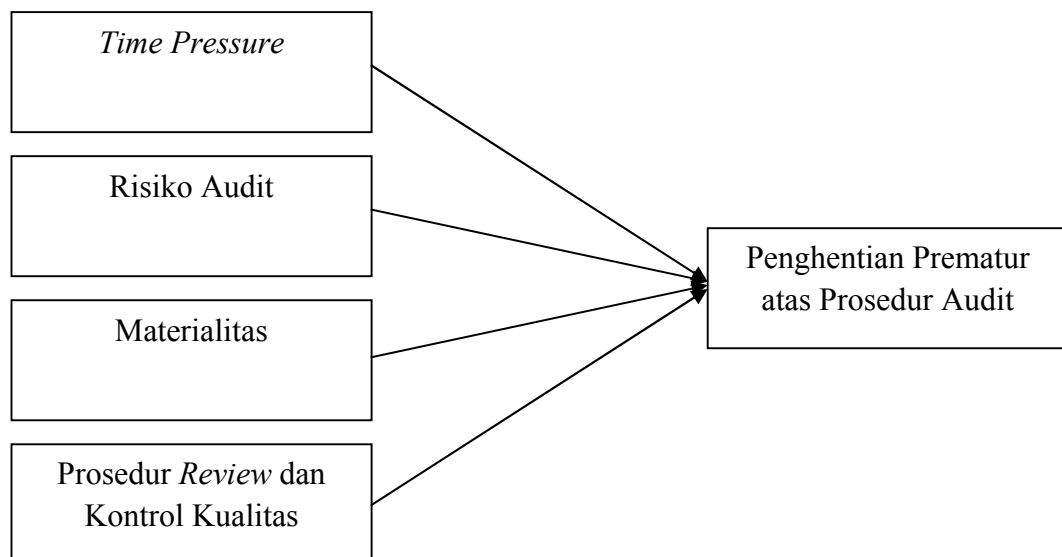 Time Pressure
Risiko Audit
Materialitas
Prosedur Review dan
Kontrol Kualitas
Penghentian Prematur
atas Prosedur Audit